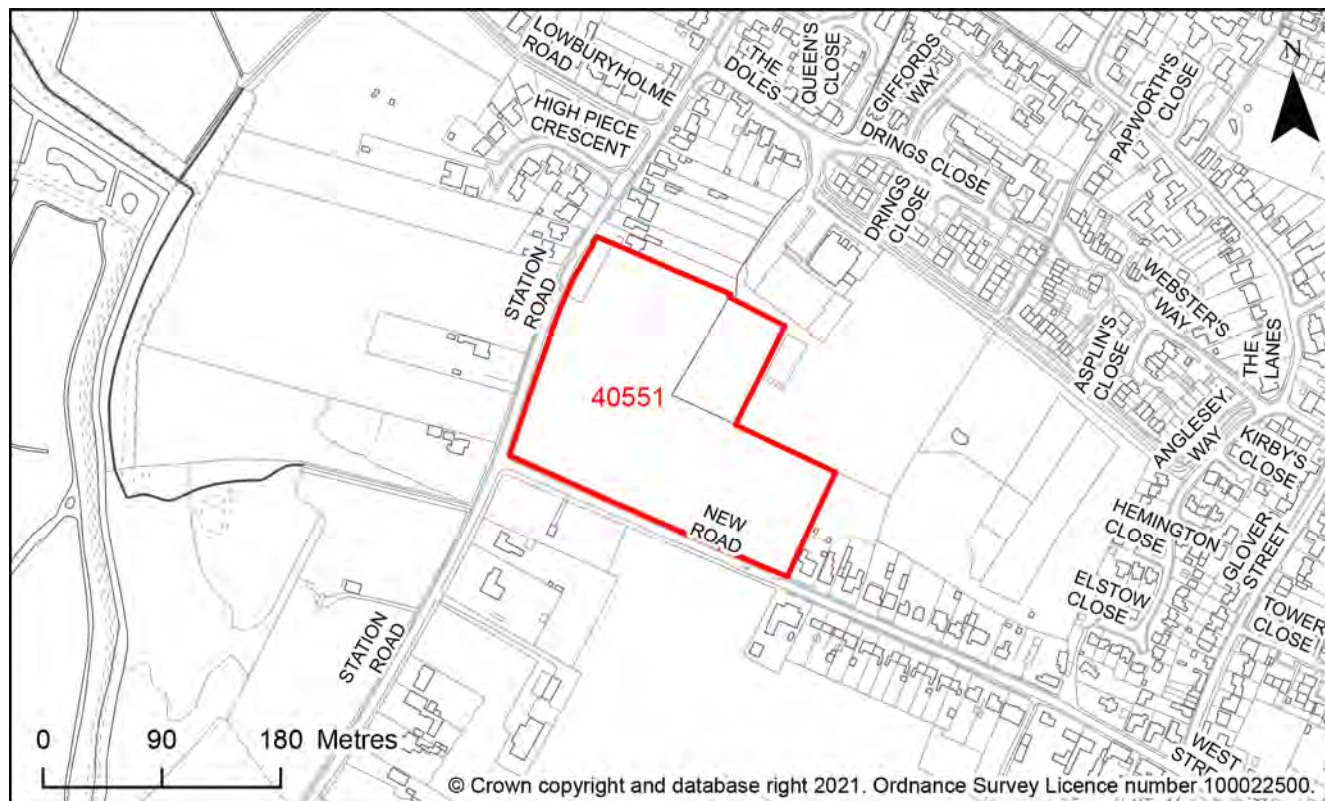 LOWBURYHOLME
ROAD
THE
DOLES
QUEEN'S
CLOSE
GIFFORDS
WAY
PAPWORTH'S
CLOSE
N
HIGH PIECE
CRESCENT
DRINGS CLOSE
DRINGS
CLOSE
STATION
ROAD
WEBSTER'S
WAY
THE
LANES
ASPLIN'S
CLOSE
40551
ANGLESEY
WAY
KIRBY'S
CLOSE
NEW
ROAD
HEMINGTON
CLOSE
GLOVER
STREET
ELSTOW
CLOSE
TOWER
CLOSE
STATION
ROAD
WEST
0 90 180 Metres
© Crown copyright and database right 2021. Ordnance Survey Licence number 100022500.